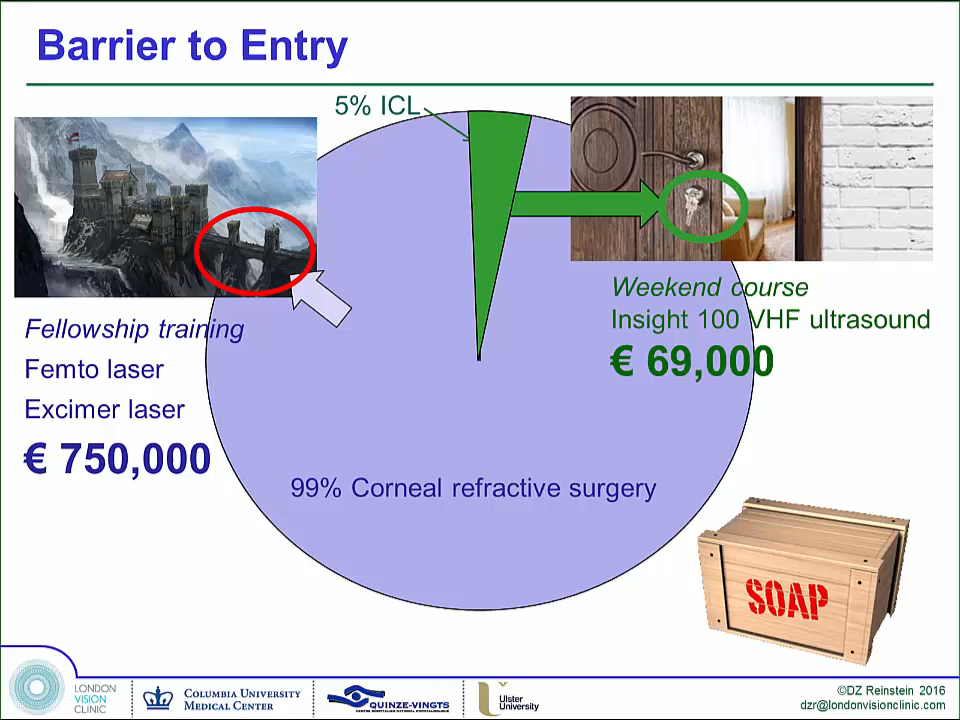 Barrier to Entry
5% ICL
Fellowship training
Femto laser
Excimer laser
€ 750,000
Weekend course
Insight 100 VHF ultrasound
€ 69,000
99% Corneal refractive surgery
SOAP
LONDON
VISION
CLINIC
COLUMBIA UNIVERSITY
MEDICAL CENTER
QUINZE-VINGTS
Ulster
University
©DZ Reinstein 2016
dzr@londonvisionclinic.com